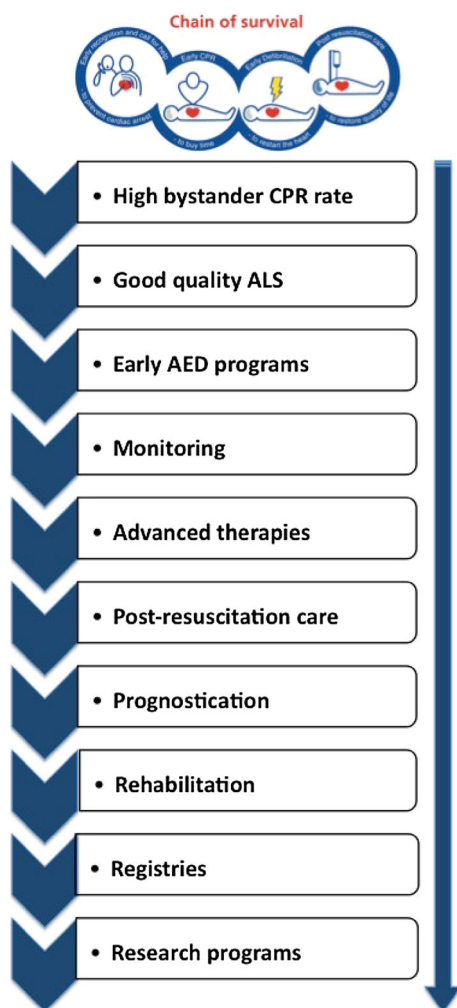 Chain of survival
Early recognition and call for help
- to prevent cardiac arrest
Early CPR
- to buy time
Early Defibrillation
- to restart the heart
Post resuscitation care
- to restore quality of life
• High bystander CPR rate
• Good quality ALS
• Early AED programs
• Monitoring
• Advanced therapies
• Post-resuscitation care
• Prognostication
• Rehabilitation
• Registries
• Research programs